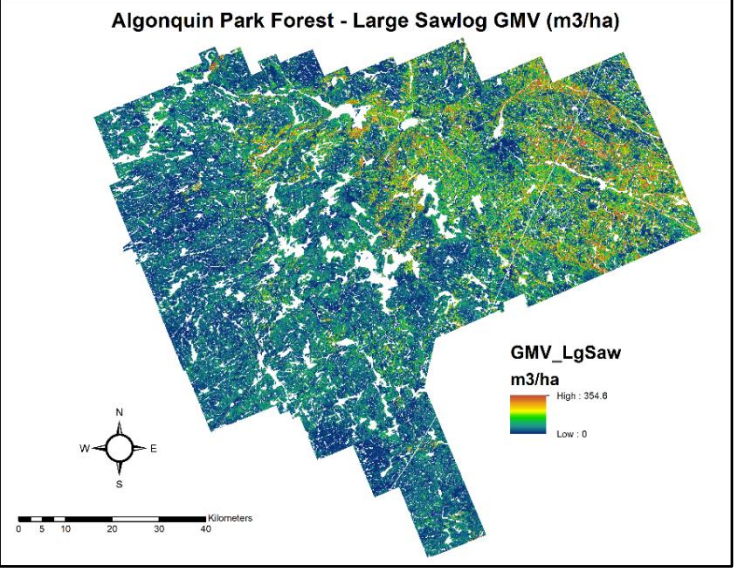 Algonquin Park Forest - Large Sawlog GMV (m3/ha)
GMV_LgSaw
m3/ha
High : 354.6
Low : 0
N
W E
S
Kilometers
0 5 10 20 30 40